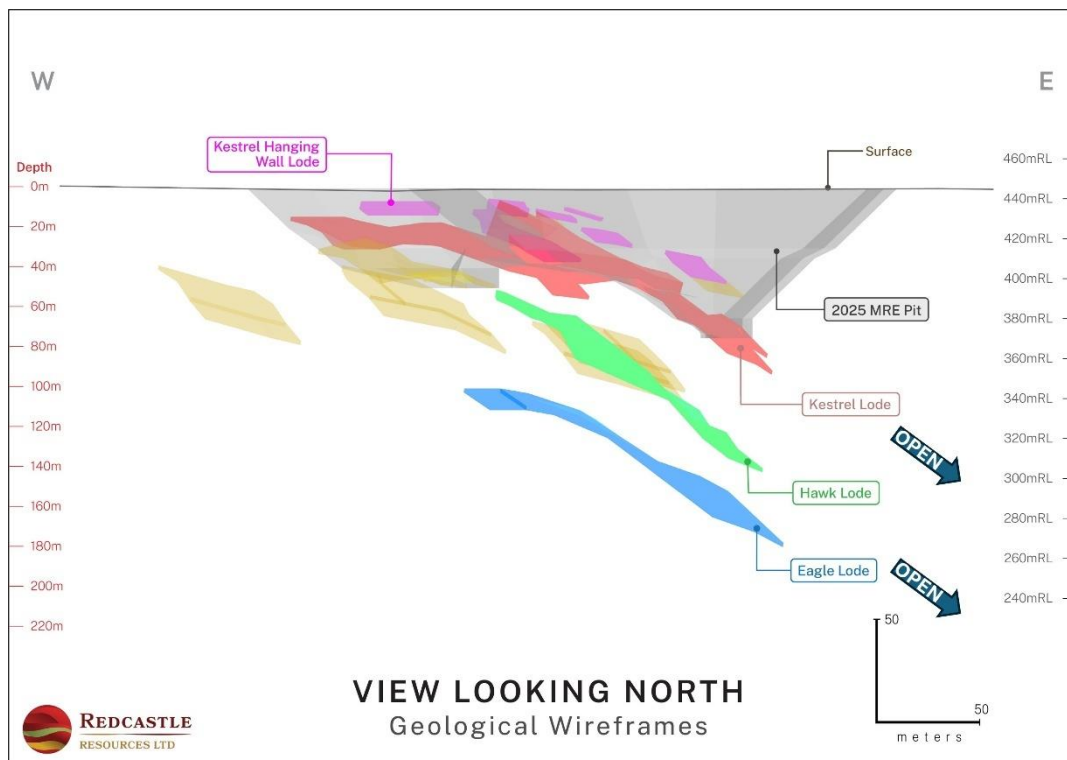 W
E
Kestrel Hanging
Wall Lode
Surface
Depth
0m
20m
40m
60m
80m
100m
120m
140m
160m
180m
200m
220m
460mRL
440mRL
420mRL
400mRL
380mRL
360mRL
340mRL
320mRL
300mRL
280mRL
260mRL
240mRL
2025 MRE Pit
Kestrel Lode
OPEN
Hawk Lode
Eagle Lode
OPEN
50
50
meters
VIEW LOOKING NORTH
Geological Wireframes
REDCASTLE
RESOURCES LTD